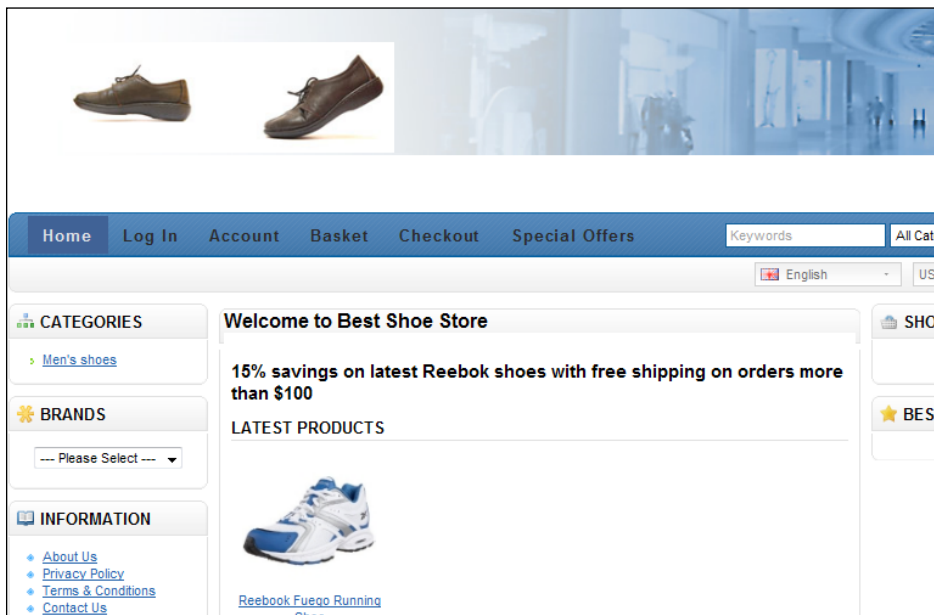 Home Log In Account Basket Checkout Special Offers Keywords All Cat
English US
CATEGORIES
Men's shoes
BRANDS
--- Please Select ---
INFORMATION
About Us
Privacy Policy
Terms & Conditions
Contact Us
Welcome to Best Shoe Store
15% savings on latest Reebok shoes with free shipping on orders more
than $100
LATEST PRODUCTS
Reebook Fuego Running
SHO
BES